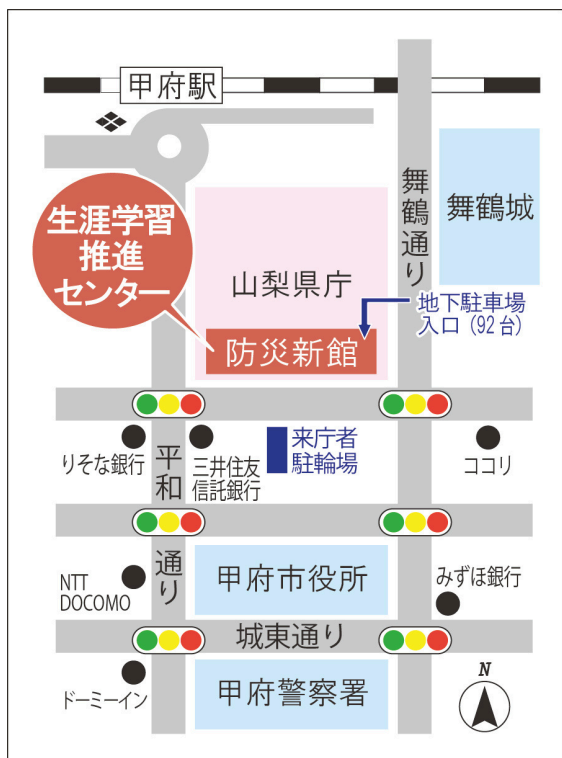 甲府駅
舞鶴通り
舞鶴城
生涯学習
推進
センター
山梨県庁
地下駐車場
入口（92台）
防災新館
りそな銀行
平和
三井住友
信託銀行
来庁者
駐輪場
ココリ
通り
NTT
DOCOMO
甲府市役所
みずほ銀行
城東通り
ドーミーイン
甲府警察署
N